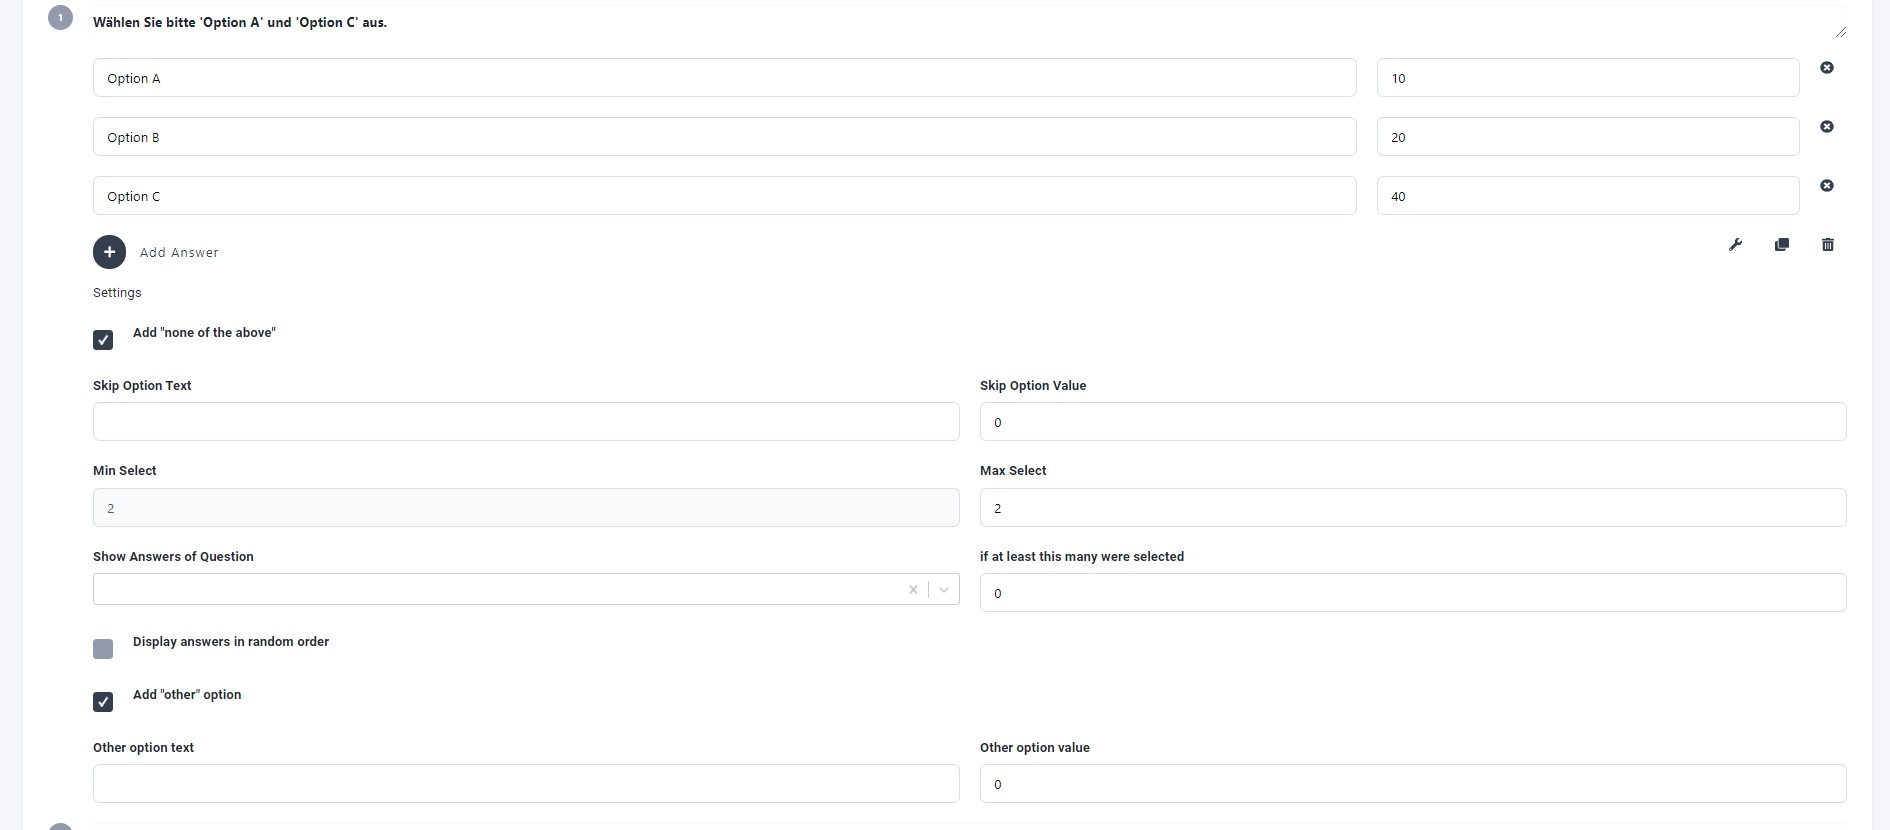 1
Wählen Sie bitte 'Option A' und 'Option C' aus.
Option A
10
Option B
20
Option C
40
Add Answer
Settings
Add "none of the above"
Skip Option Text
Skip Option Value
0
Min Select
Max Select
2
2
Show Answers of Question
if at least this many were selected
0
Display answers in random order
Add "other" option
Other option text
Other option value
0